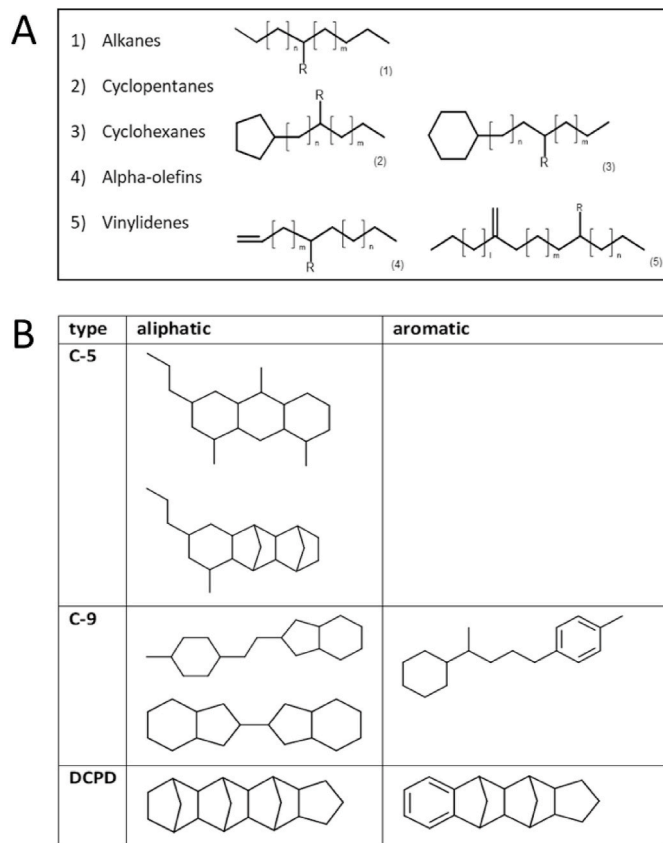 A
1) Alkanes
2) Cyclopentanes
3) Cyclohexanes
4) Alpha-olefins
5) Vinylidenes
n m
R
(1)
R
n m
(2)
n m
R
(3)
m n
R
(4)
R
l m n
(5)
B
type aliphatic aromatic
C-5
C-9
DCPD